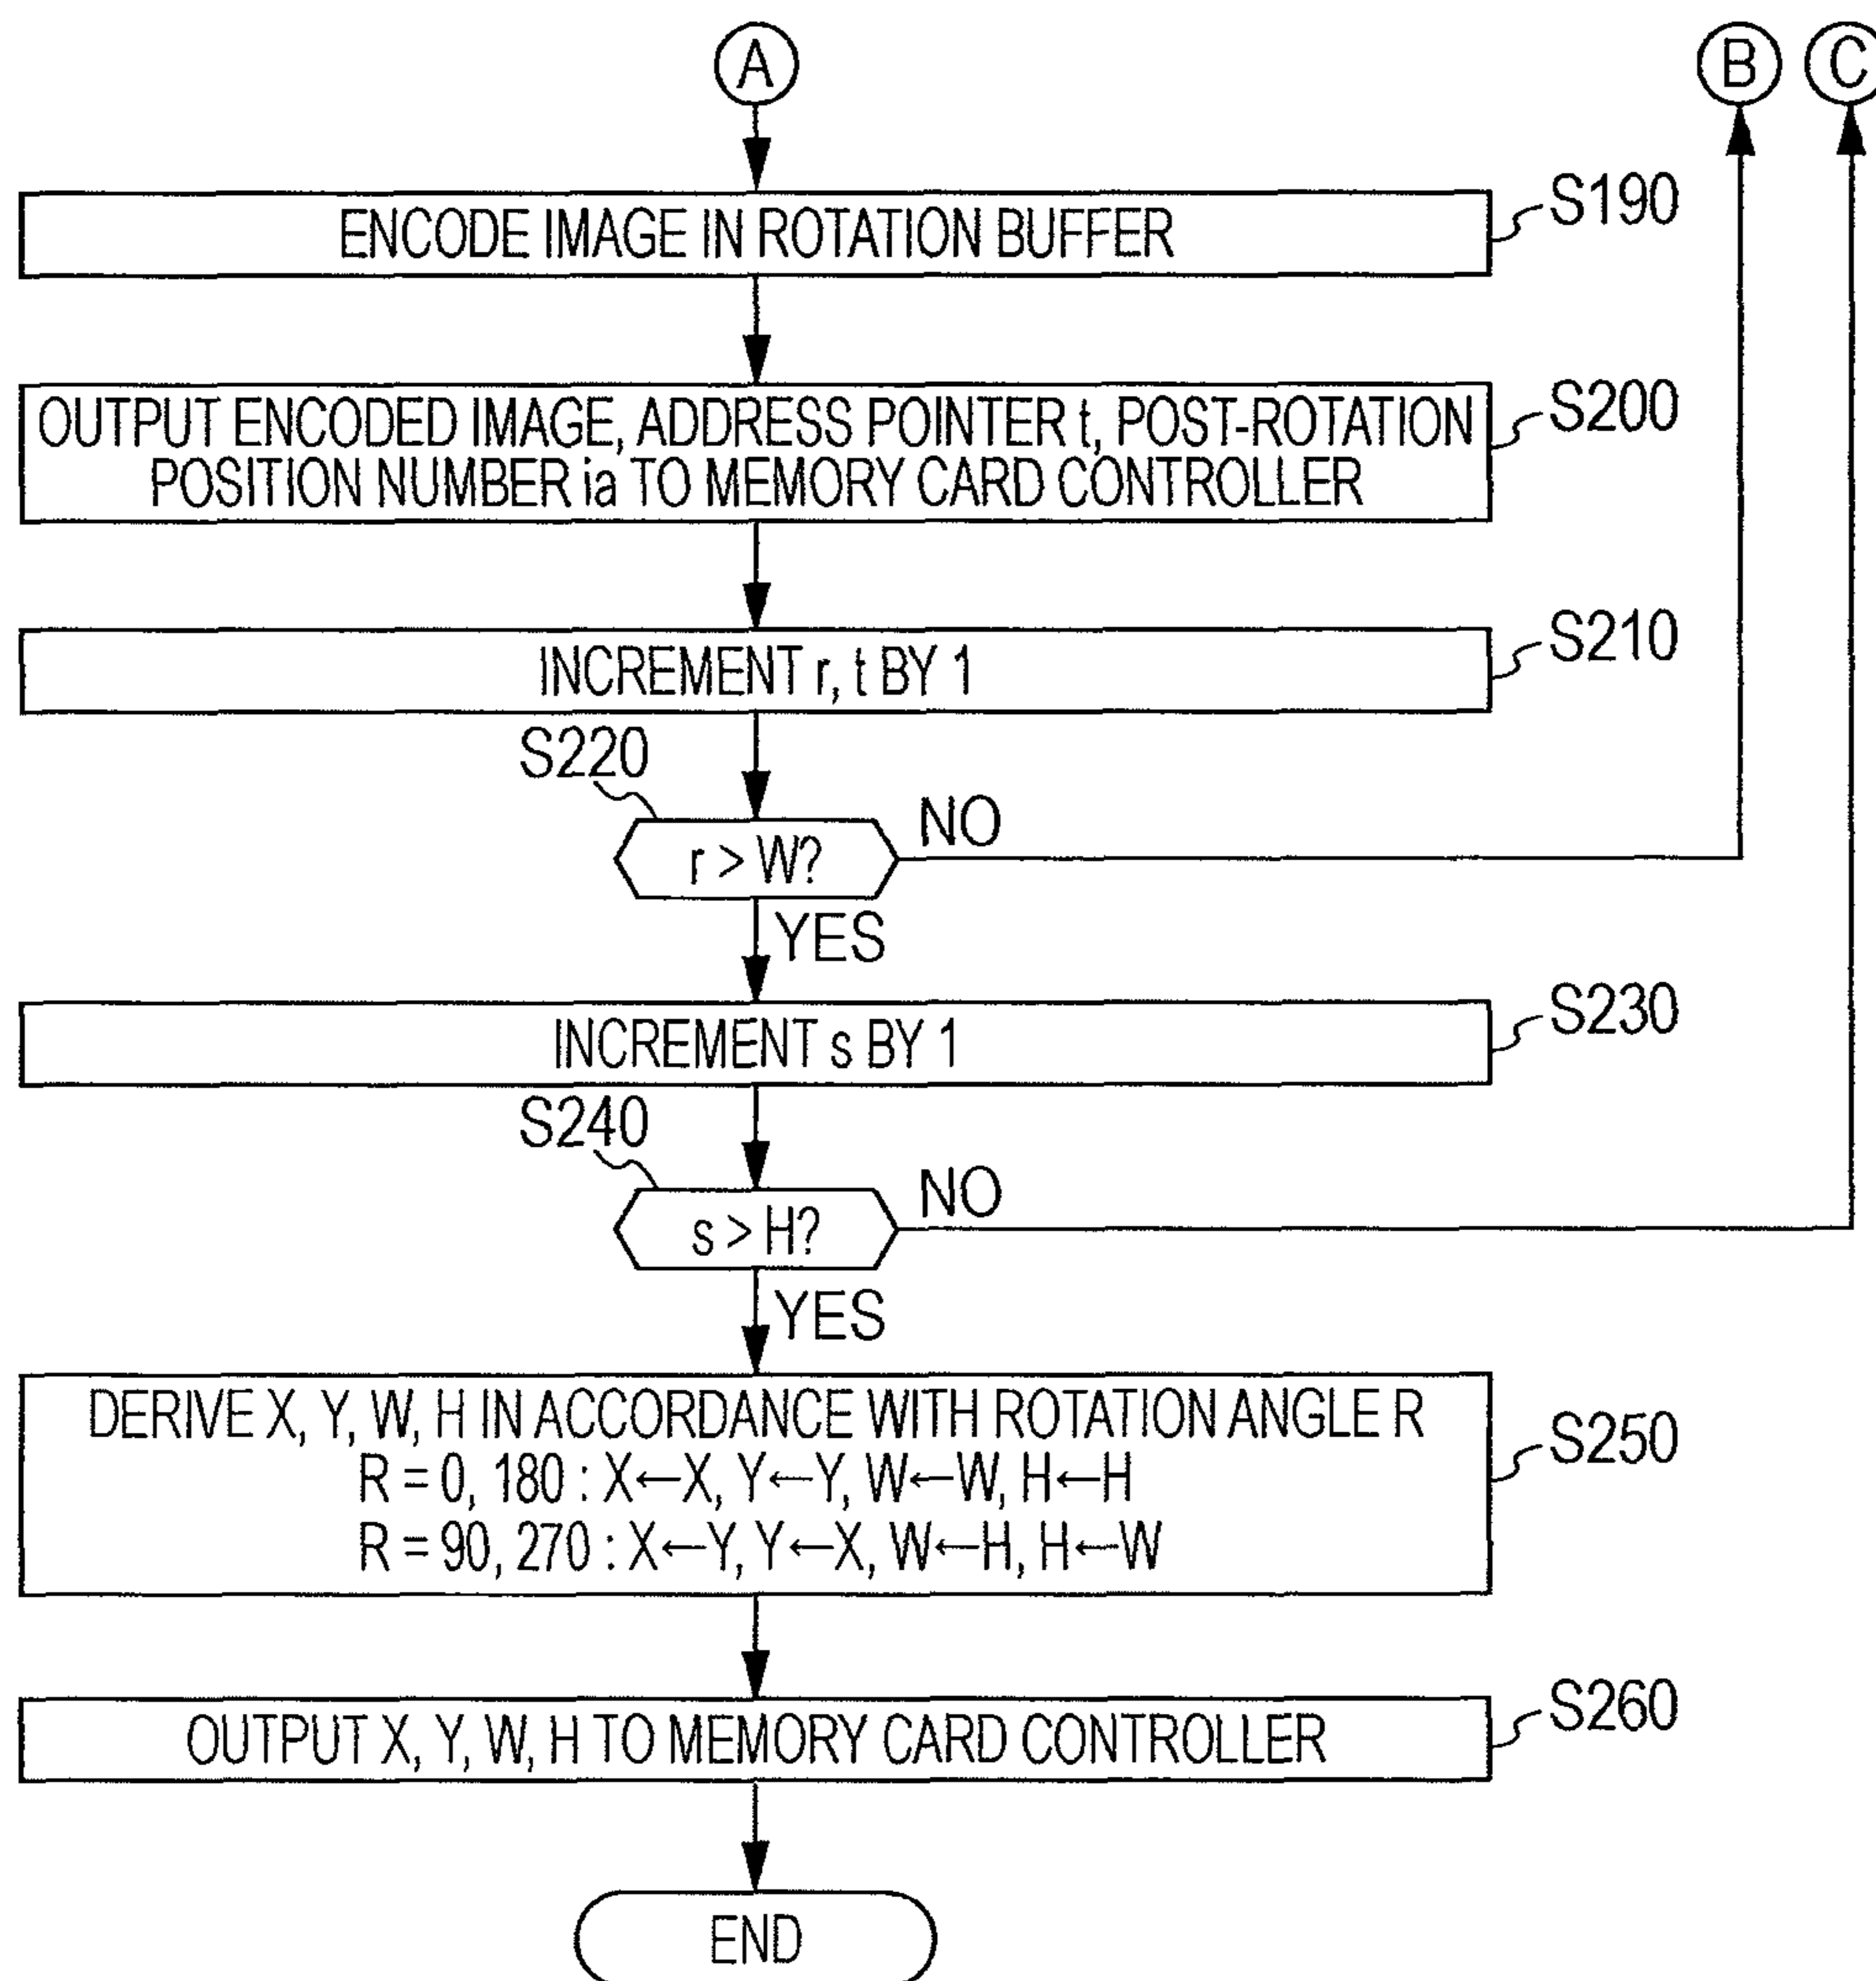 A
B
C
ENCODE IMAGE IN ROTATION BUFFER
S190
OUTPUT ENCODED IMAGE, ADDRESS POINTER t, POST-ROTATION
POSITION NUMBER ia TO MEMORY CARD CONTROLLER
S200
INCREMENT r, t BY 1
S210
S220
r > W?
NO
YES
INCREMENT s BY 1
S230
S240
s > H?
NO
YES
DERIVE X, Y, W, H IN ACCORDANCE WITH ROTATION ANGLE R
R = 0, 180 : X←X, Y←Y, W←W, H←H
R = 90, 270 : X←Y, Y←X, W←H, H←W
S250
OUTPUT X, Y, W, H TO MEMORY CARD CONTROLLER
S260
END